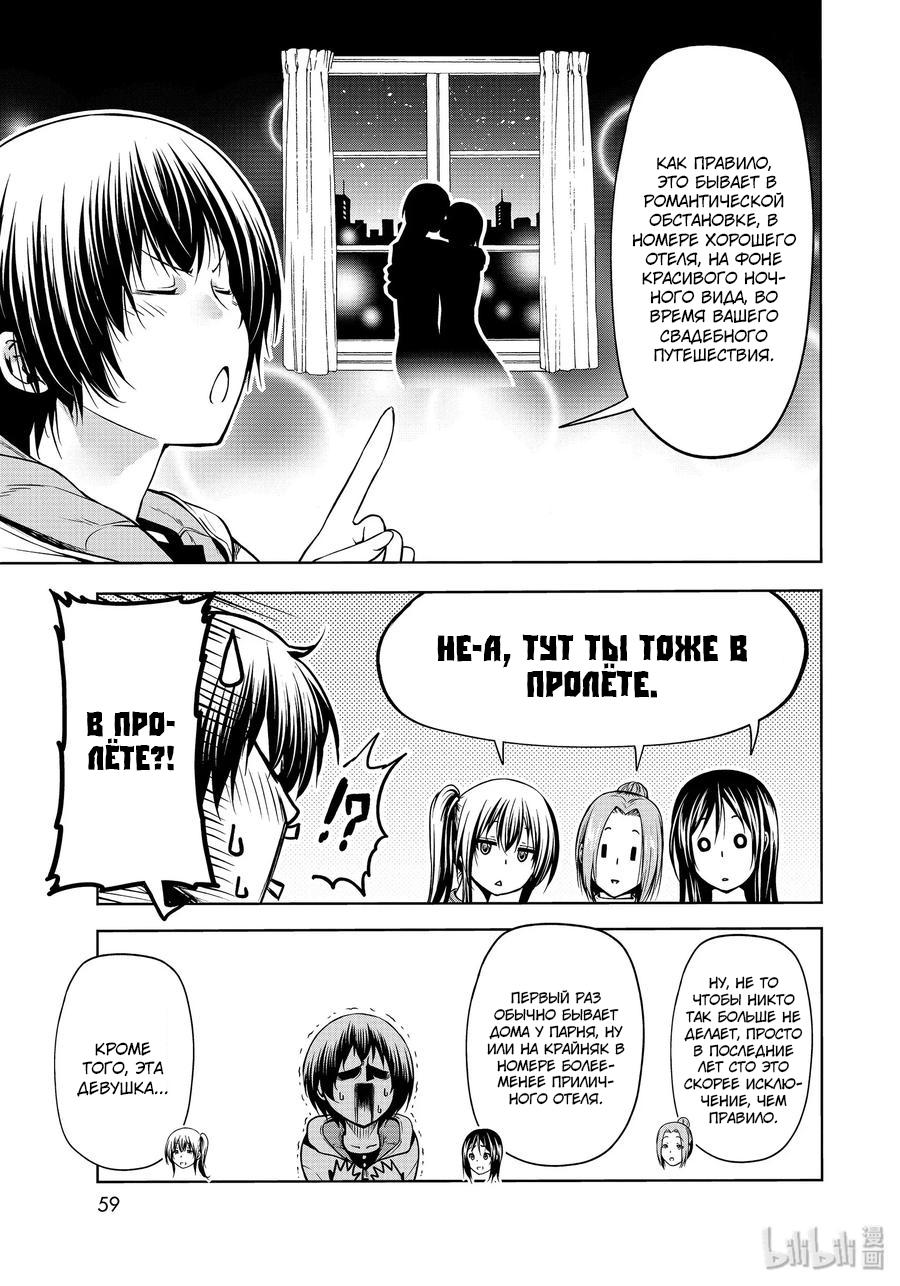 КАК ПРАВИЛО,
ЭТО БЫВАЕТ В
РОМАНТИЧЕСКОЙ
ОБСТАНОВКЕ, В
НОМЕРЕ ХОРОШЕГО
ОТЕЛЯ, НА ФОНЕ
КРАСИВОГО НОЧ-
НОГО ВИДА, ВО
ВРЕМЯ ВАШЕГО
СВАДЕБНОГО
ПУТЕШЕСТВИЯ.
НЕ-А, ТУТ ТЫ ТОЖЕ В
ПРОЛЁТЕ.
!?
В ПРО-
ЛЁТЕ?!
НУ, НЕ ТО
ЧТОБЫ НИКТО
ТАК БОЛЬШЕ НЕ
ДЕЛАЕТ, ПРОСТО
В ПОСЛЕДНИЕ
ЛЕТ СТО ЭТО
СКОРЕЕ ИСКЛЮ-
ЧЕНИЕ, ЧЕМ
ПРАВИЛО.
ПЕРВЫЙ РАЗ
ОБЫЧНО БЫВАЕТ
ДОМА У ПАРНЯ, НУ
ИЛИ НА КРАЙНЯК В
НОМЕРЕ БОЛЕЕ-
МЕНЕЕ ПРИЛИЧ-
НОГО ОТЕЛЯ.
КРОМЕ
ТОГО, ЭТА
ДЕВУШКА...
59
bilibili 漫画